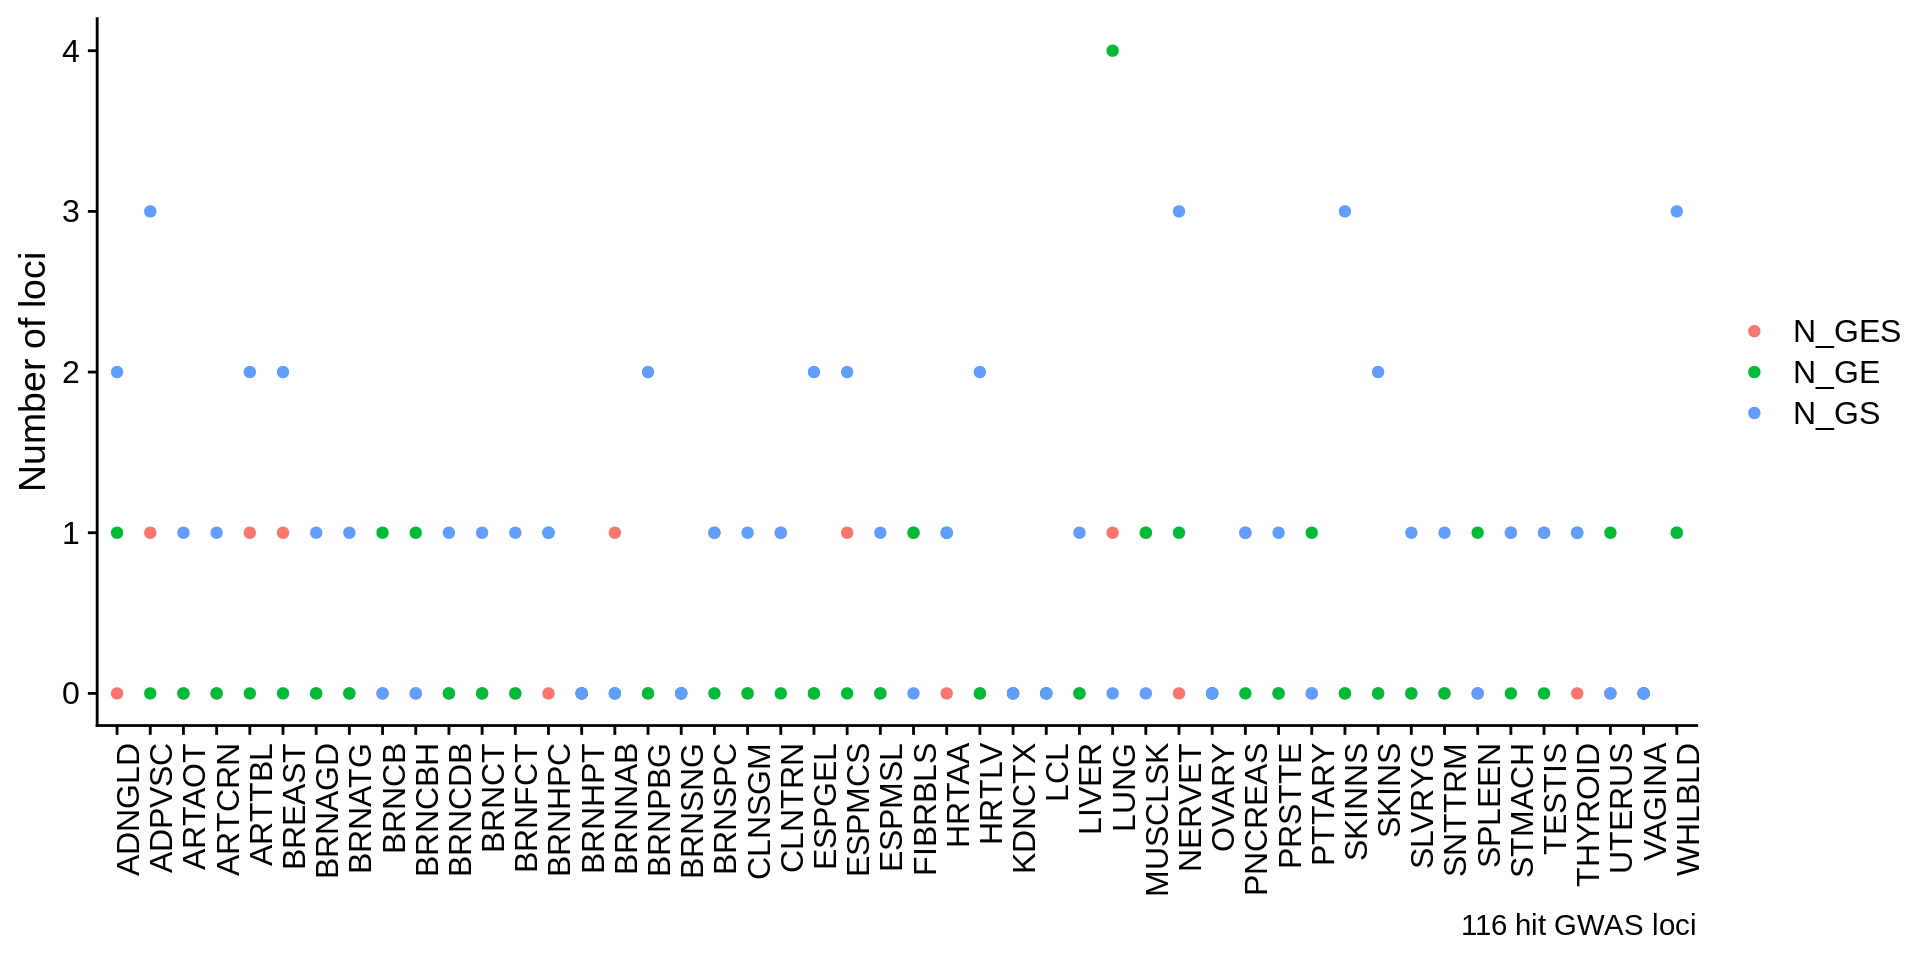 Number of loci
4
3
2
1
0
ADNGLD
ADPVSC
ARTAOT
ARTCRN
ARTTBL
BREAST
BRNAGD
BRNATG
BRNCB
BRNCBH
BRNCDB
BRNCT
BRNFCT
BRNHPC
BRNHPT
BRNNAB
BRNPBG
BRNSNG
BRNSPC
CLNSGM
CLNTRN
ESPGEL
ESPMCS
ESPMSL
FIBRBLS
HRTAA
HRTLV
KDNCTX
LCL
LIVER
LUNG
MUSCLSK
NERVET
OVARY
PNCREAS
PRSTTE
PTTARY
SKINNS
SKINS
SLVRYG
SNTTRM
SPLEEN
STMACH
TESTIS
THYROID
UTERUS
VAGINA
WHLBLD
N_GES
N_GE
N_GS
116 hit GWAS loci